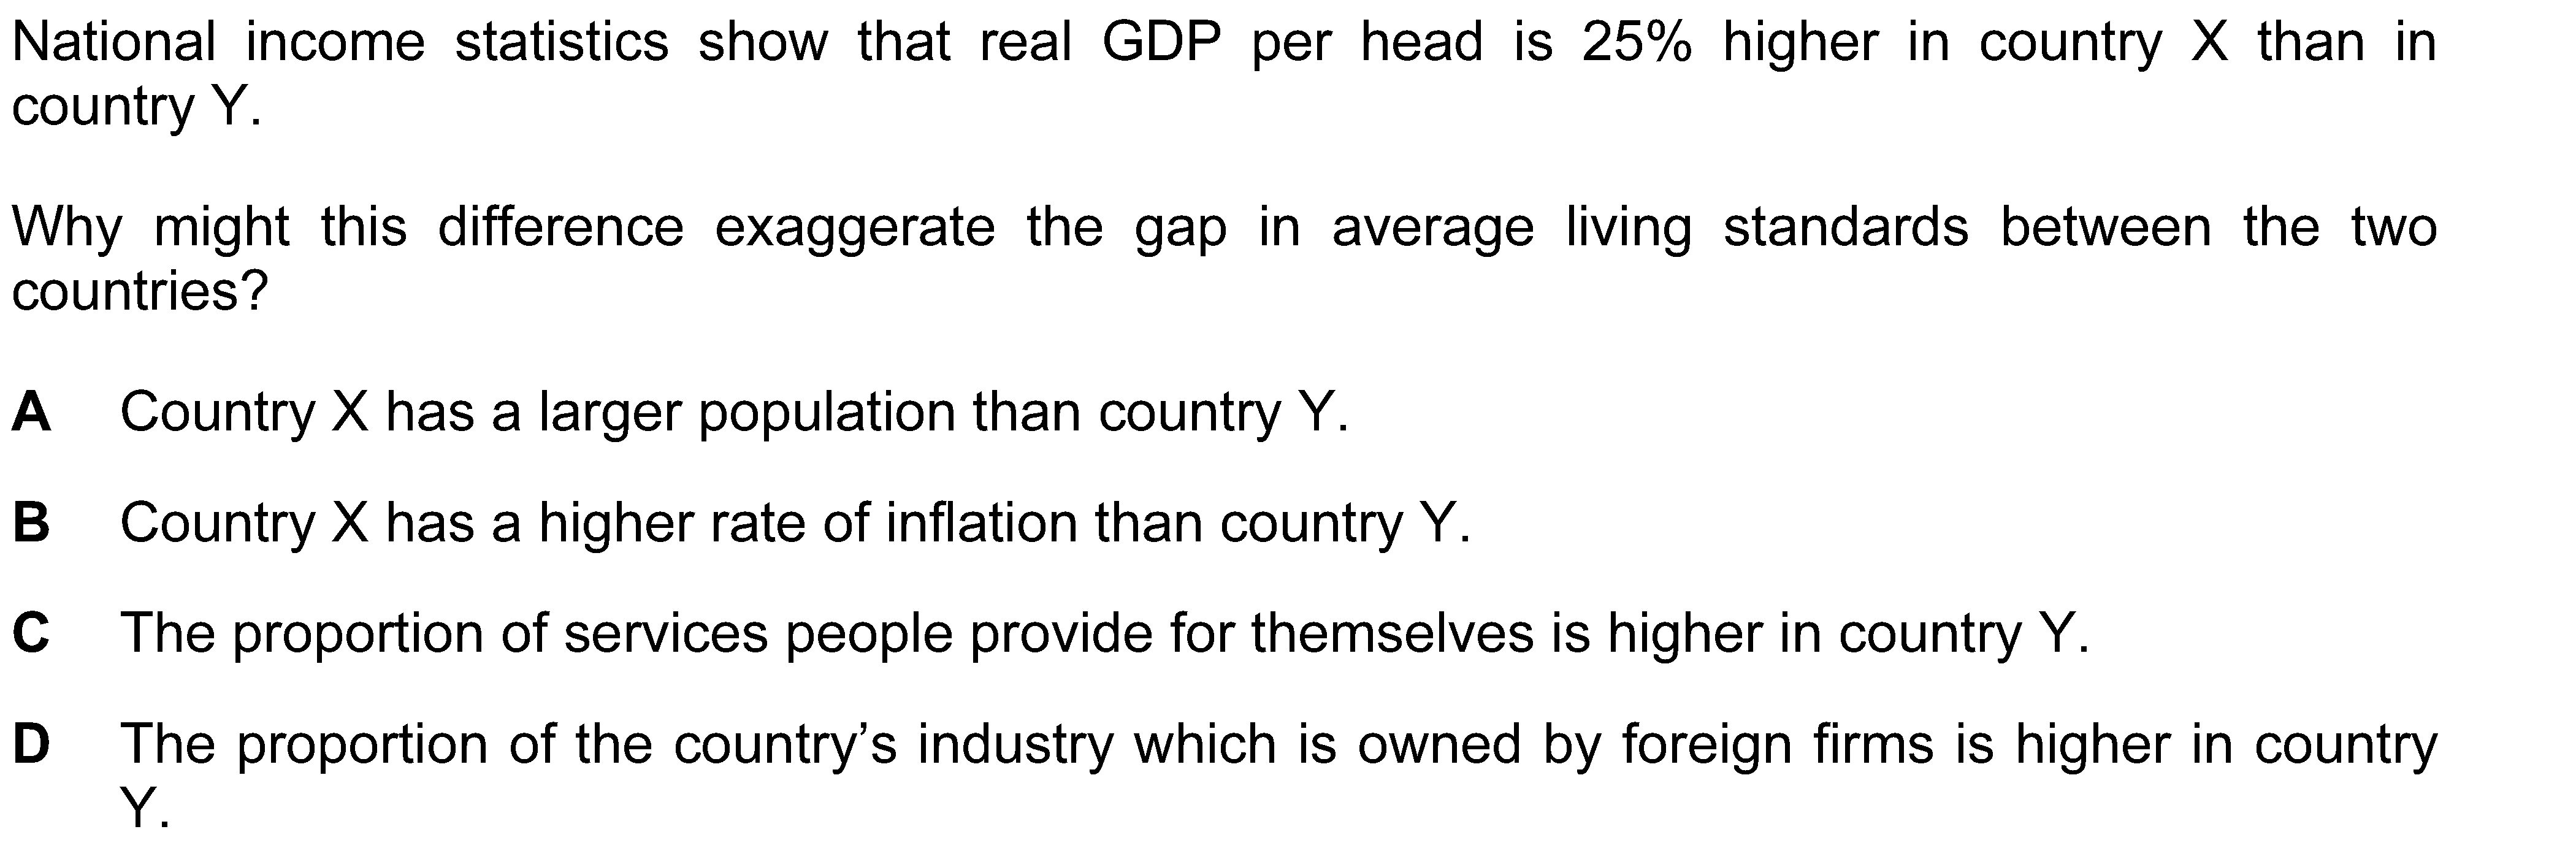 National income statistics show that real GDP per head is 25% higher in country X than in
country Y.
Why might this difference exaggerate the gap in average living standards between the two
countries?
A Country X has a larger population than country Y.
B Country X has a higher rate of inflation than country Y.
C The proportion of services people provide for themselves is higher in country Y.
D The proportion of the country’s industry which is owned by foreign firms is higher in country
Y.